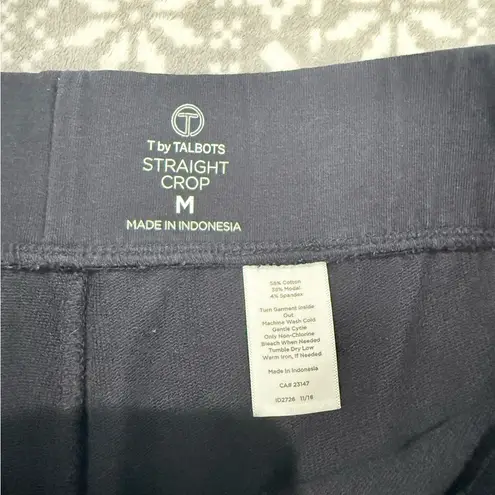 T
T by TALBOTS
STRAIGHT
CROP
M
MADE IN INDONESIA
58% Cotton
38% Modal
4% Spandex
Turn Garment Inside
Out
Machine Wash Cold
Gentle Cycle
Only Non-Chlorine
Bleach When Needed
Tumble Dry Low
Warm Iron, If Needed
Made in Indonesia
CA# 23147
ID2728 11/18